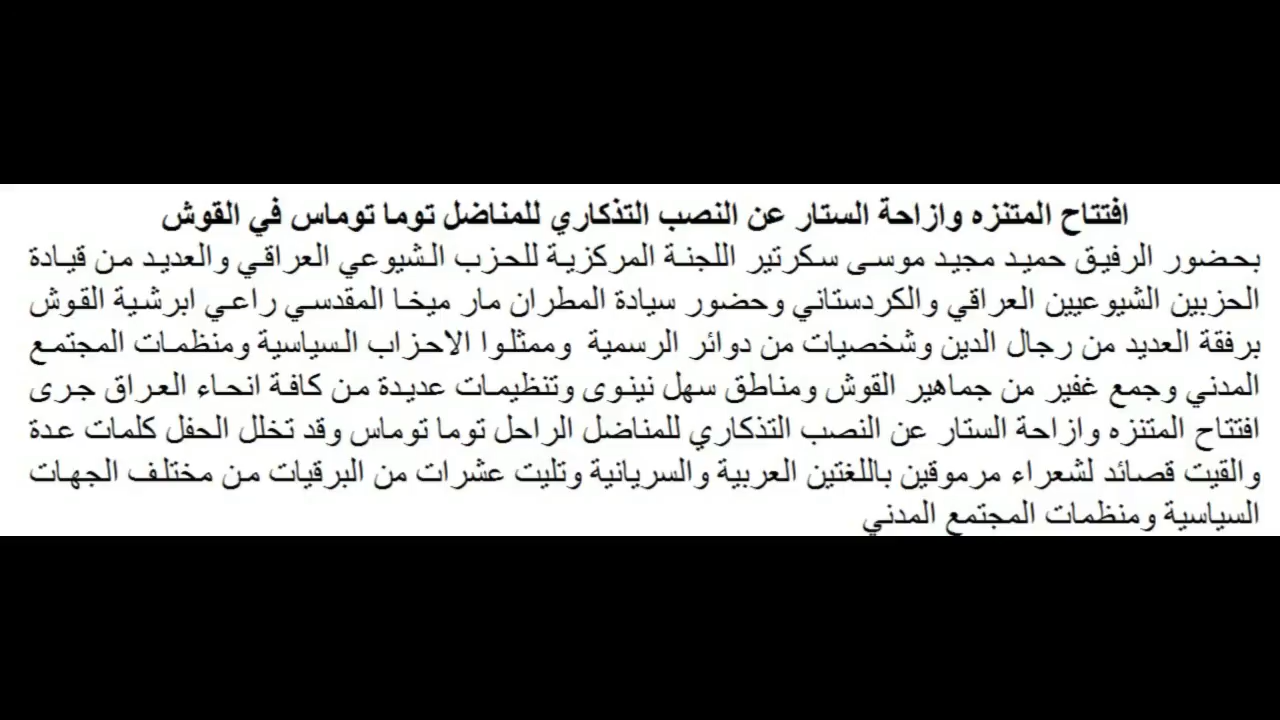 افتتاح المتنزه وازاحة الستار عن النصب التذكاري للمناضل توما توماس في القوش
بحضور الرفيق حميد مجيد موسى سكرتير اللجنة المركزية للحزب الشيوعي العراقي والعديد من قيادة
الحزبين الشيوعيين العراقي والكردستاني وحضور سيادة المطران مار ميخا المقدسي راعي ابرشية القوش
برفقة العديد من رجال الدين وشخصيات من دوائر الرسمية وممثلوا الاحزاب السياسية ومنظمات المجتمع
المدني وجمع غفير من جماهير القوش ومناطق سهل نينوى وتنظيمات عديدة من كافة انحاء العراق جرى
افتتاح المتنزه وازاحة الستار عن النصب التذكاري للمناضل الراحل توما توماس وقد تخلل الحفل كلمات عدة
والقيت قصائد لشعراء مرموقين باللغتين العربية والسريانية وتليت عشرات من البرقيات من مختلف الجهات
السياسية ومنظمات المجتمع المدني